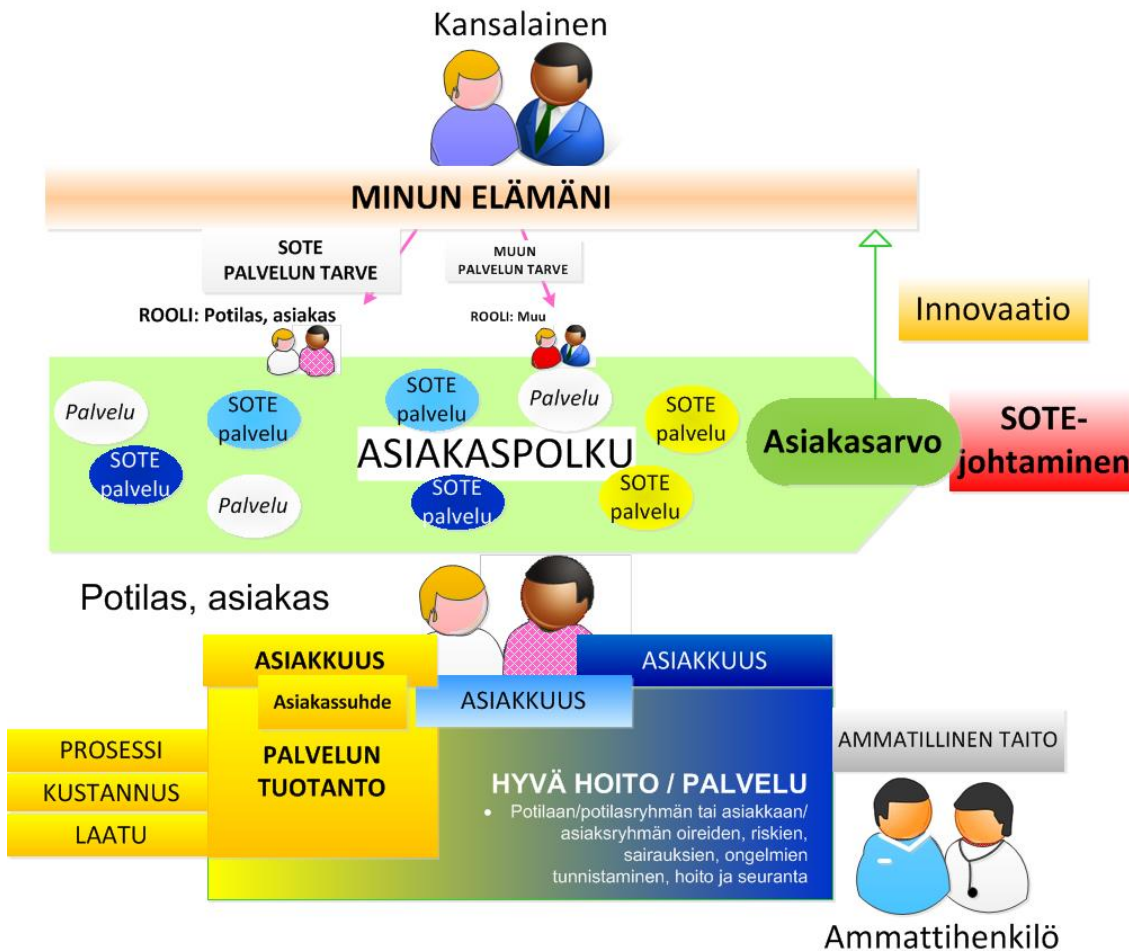 Kansalainen
MINUN ELÄMÄNI
SOTE
PALVELUN TARVE
MUUN
PALVELUN TARVE
ROOLI: Potilas, asiakas
ROOLI: Muu
Innovaatio
Palvelu
SOTE
palvelu
SOTE
palvelu
Palvelu
SOTE
palvelu
ASIAKASPOLKU
SOTE
palvelu
Palvelu
SOTE
palvelu
SOTE
palvelu
Asiakasarvo
SOTE-
johtaminen
Potilas, asiakas
ASIAKKUUS
ASIAKKUUS
Asiakassuhde
ASIAKKUUS
PROSESSI
KUSTANNUS
LAATU
PALVELUN
TUOTANTO
HYVÄ HOITO / PALVELU
• Potilaan/potilasryhmän tai asiakkaan/
asiaksryhmän oireiden, riskien,
sairauksien, ongelmien
tunnistaminen, hoito ja seuranta
AMMATILLINEN TAITO
Ammattihenkilö